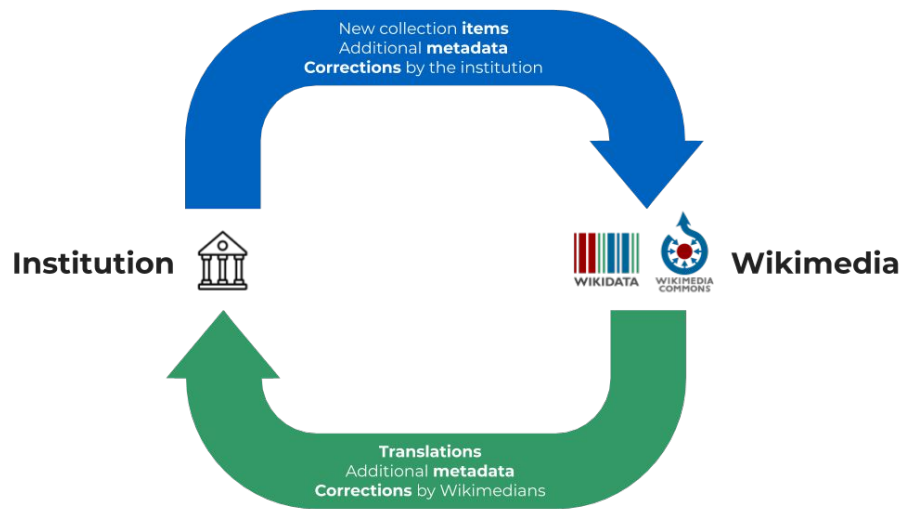 New collection items
Additional metadata
Corrections by the institution
Institution
WIKIDATA
WIKIMEDIA
COMMONS
Wikimedia
Translations
Additional metadata
Corrections by Wikimedians